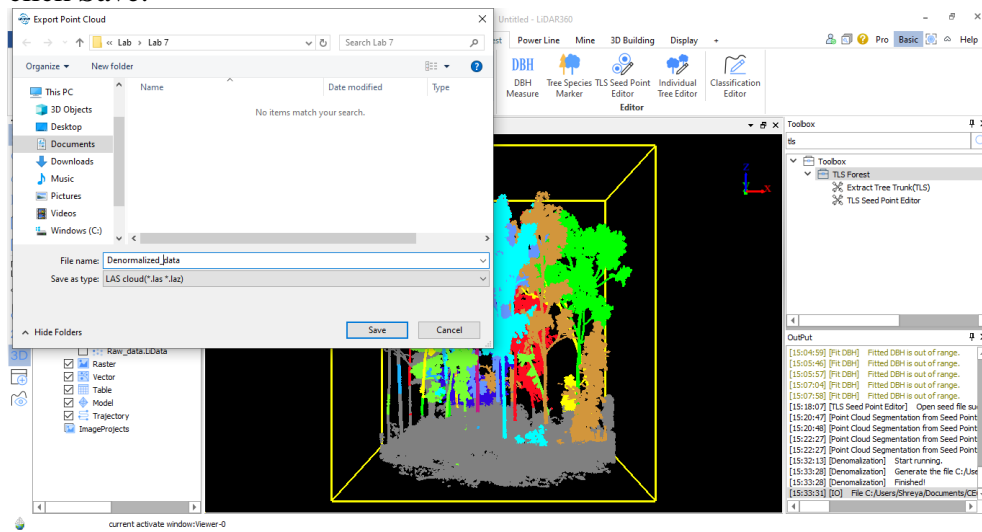 Export Point Cloud
Untitled - LiDAR360
« Lab › Lab 7
Search Lab 7
Organize
New folder
This PC
3D Objects
Desktop
Documents
Downloads
Music
Pictures
Videos
Windows (C:)
Name
Date modified
Type
No items match your search.
File name:
Denormalized_data
Save as type:
LAS cloud(*.las *.laz)
Hide Folders
Save
Cancel
est
Power Line
Mine
3D Building
Display
+
Pro
Basic
Help
DBH
DBH Measure
Tree Species Marker
TLS Seed Point Editor
Individual Tree Editor
Classification Editor
Editor
Toolbox
tls
Toolbox
TLS Forest
Extract Tree Trunk(TLS)
TLS Seed Point Editor
Z
X
3D
Raw_data.LiData
Raster
Vector
Table
Model
Trajectory
ImageProjects
OutPut
[15:04:59] [Fit DBH] Fitted DBH is out of range.
[15:05:46] [Fit DBH] Fitted DBH is out of range.
[15:05:57] [Fit DBH] Fitted DBH is out of range.
[15:07:04] [Fit DBH] Fitted DBH is out of range.
[15:07:58] [Fit DBH] Fitted DBH is out of range.
[15:18:07] [TLS Seed Point Editor] Open seed file su
[15:20:47] [Point Cloud Segmentation from Seed Point
[15:20:48] [Point Cloud Segmentation from Seed Point
[15:22:27] [Point Cloud Segmentation from Seed Point
[15:22:27] [Point Cloud Segmentation from Seed Point
[15:32:13] [Denomalization] Start running.
[15:33:28] [Denomalization] Generate the file C:/Use
[15:33:28] [Denomalization] Finished!
[15:33:31] [IO] File C:/Users/Shreya/Documents/CE
current activate window:Viewer-0